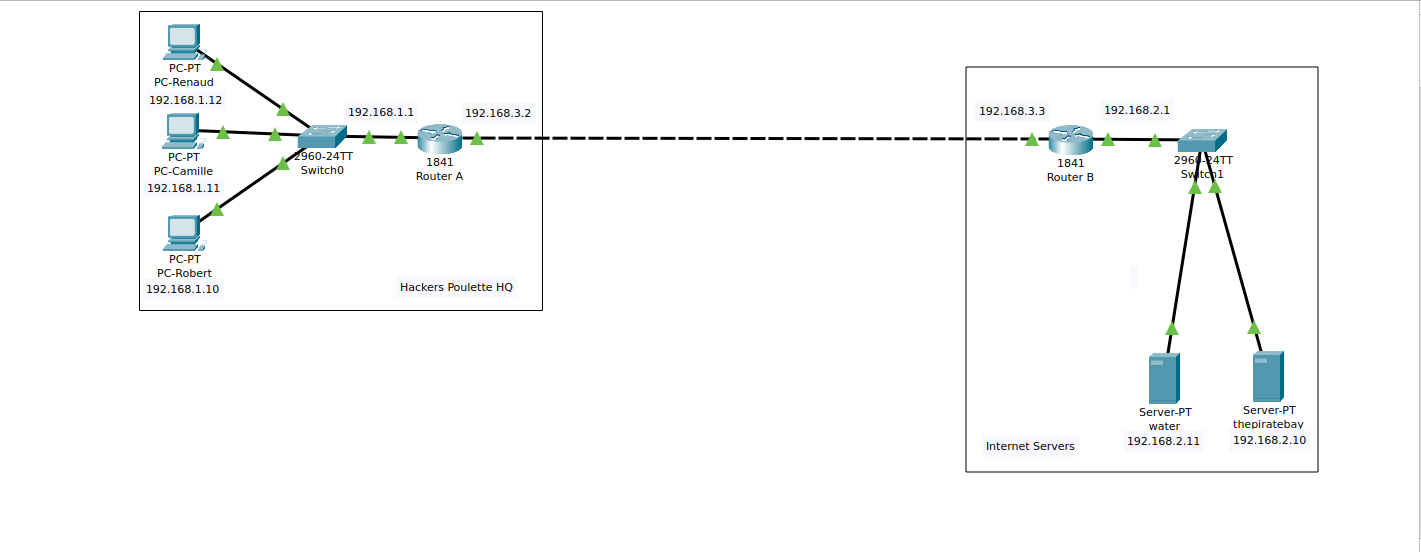 PC-PT
PC-Renaud
192.168.1.12
PC-PT
PC-Camille
192.168.1.11
PC-PT
PC-Robert
192.168.1.10
2960-24TT
Switch0
192.168.1.1
1841
Router A
192.168.3.2
Hackers Poulette HQ
192.168.3.3
1841
Router B
192.168.2.1
2960-24TT
Switch1
Server-PT
water
192.168.2.11
Server-PT
thepiratebay
192.168.2.10
Internet Servers